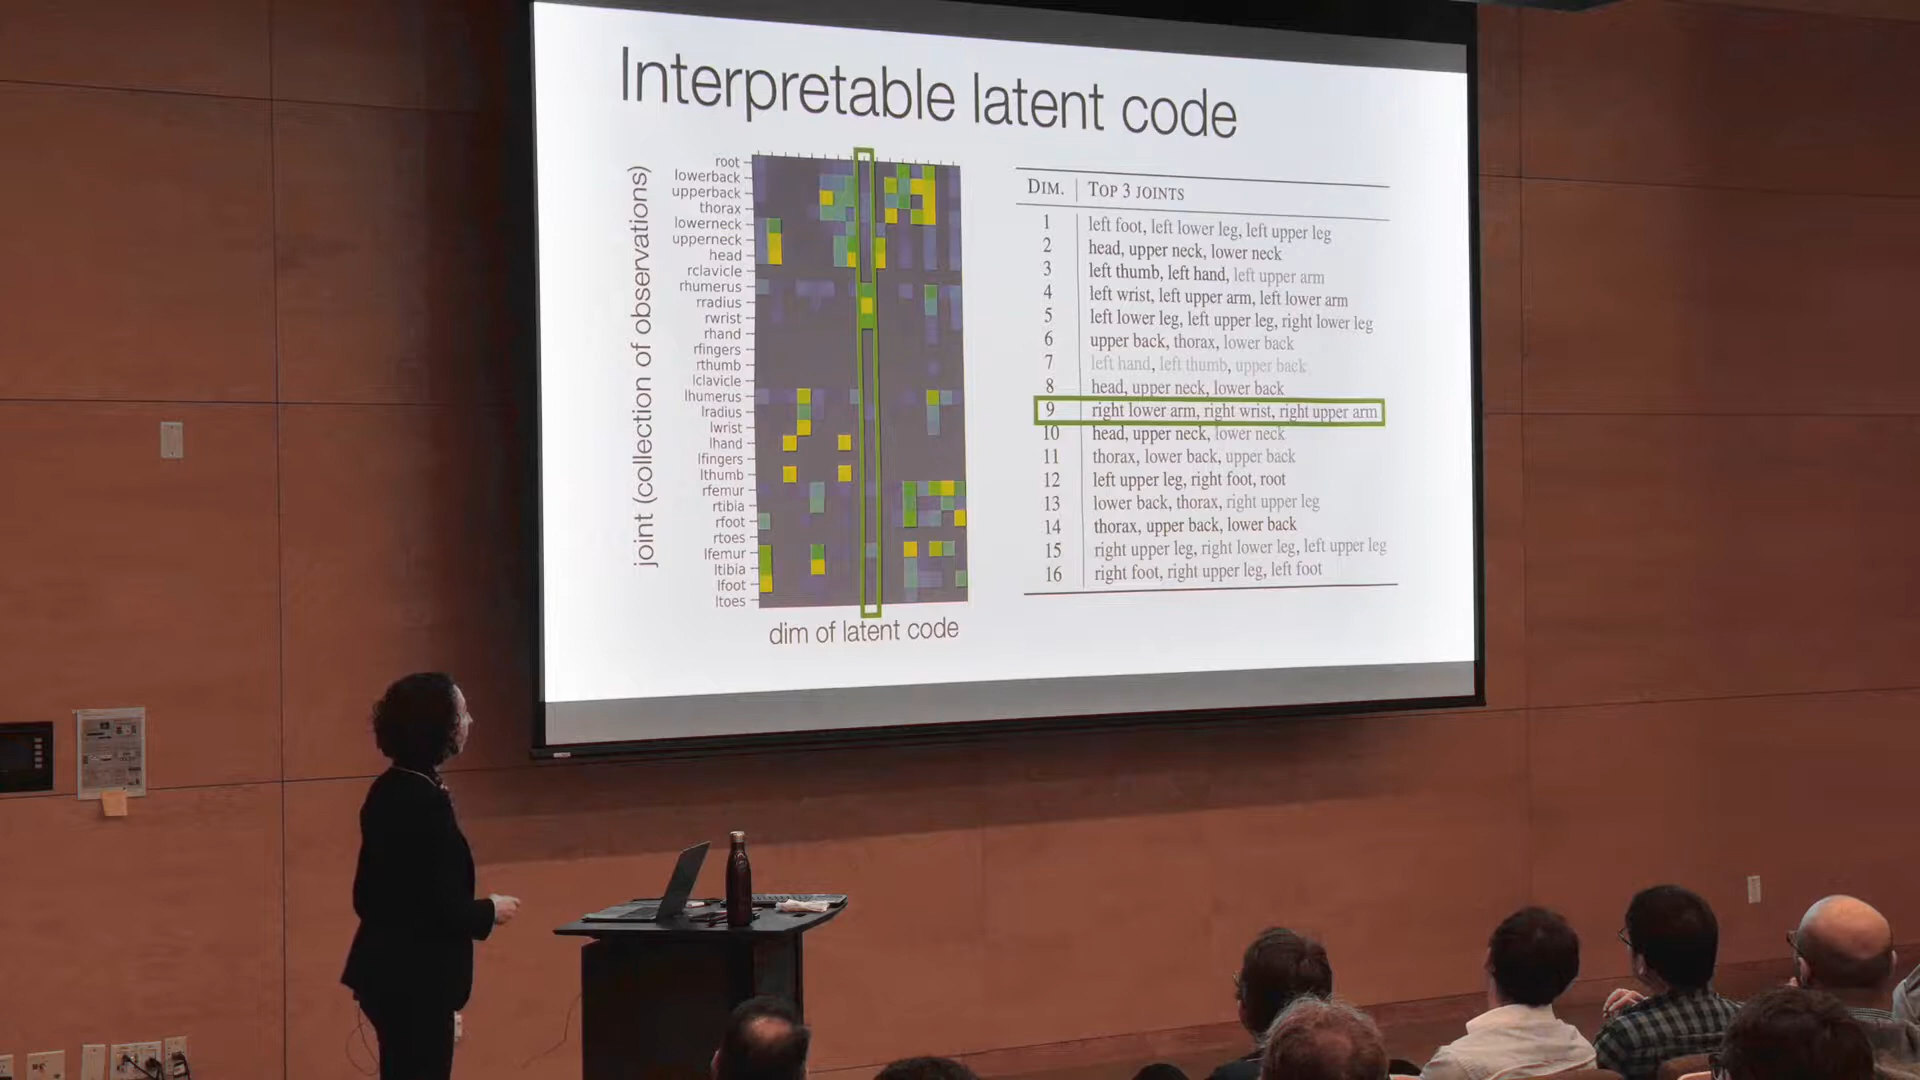 Interpretable latent code
joint (collection of observations)
root
lowerback
upperback
thorax
lowerneck
upperneck
head
rclavicle
rhumerus
rradius
rwrist
rhand
rfingers
rthumb
lclavicle
lhumerus
lradius
lwrist
lhand
lfingers
lthumb
rfemur
rtibia
rfoot
rtoes
lfemur
ltibia
lfoot
ltoes
dim of latent code
DIM. TOP 3 JOINTS
1 left foot, left lower leg, left upper leg
2 head, upper neck, lower neck
3 left thumb, left hand, left upper arm
4 left wrist, left upper arm, left lower arm
5 left lower leg, left upper leg, right lower leg
6 upper back, thorax, lower back
7 left hand, left thumb, upper back
8 head, upper neck, lower back
9 right lower arm, right wrist, right upper arm
10 head, upper neck, lower neck
11 thorax, lower back, upper back
12 left upper leg, right foot, root
13 lower back, thorax, right upper leg
14 thorax, upper back, lower back
15 right upper leg, right lower leg, left upper leg
16 right foot, right upper leg, left foot